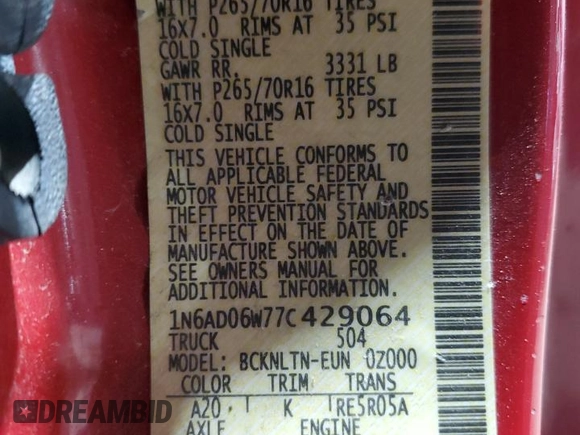 WITH P265/70R16 TIRES
16X7.0 RIMS AT 35 PSI
COLD SINGLE
GAWR RR. 3331 LB
WITH P265/70R16 TIRES
16X7.0 RIMS AT 35 PSI
COLD SINGLE
THIS VEHICLE CONFORMS TO
ALL APPLICABLE FEDERAL
MOTOR VEHICLE SAFETY AND
THEFT PREVENTION STANDARDS
IN EFFECT ON THE DATE OF
MANUFACTURE SHOWN ABOVE.
SEE OWNERS MANUAL FOR
ADDITIONAL INFORMATION.
1N6AD06W77C429064
TRUCK 504
MODEL: BCKNLTN-EUN 0Z000
COLOR TRIM TRANS
A20 K RE5R05A
AXLE ENGINE
© REBIDCAR.COM